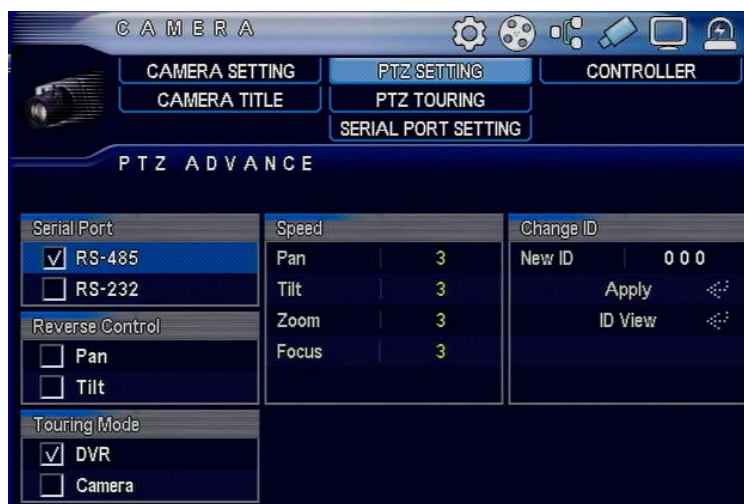 CAMERA
CAMERA SETTING
PTZ SETTING
CONTROLLER
CAMERA TITLE
PTZ TOURING
SERIAL PORT SETTING
PTZ ADVANCE
Serial Port
RS-485
RS-232
Reverse Control
Pan
Tilt
Touring Mode
DVR
Camera
Speed
Pan 3
Tilt 3
Zoom 3
Focus 3
Change ID
New ID 000
Apply
ID View